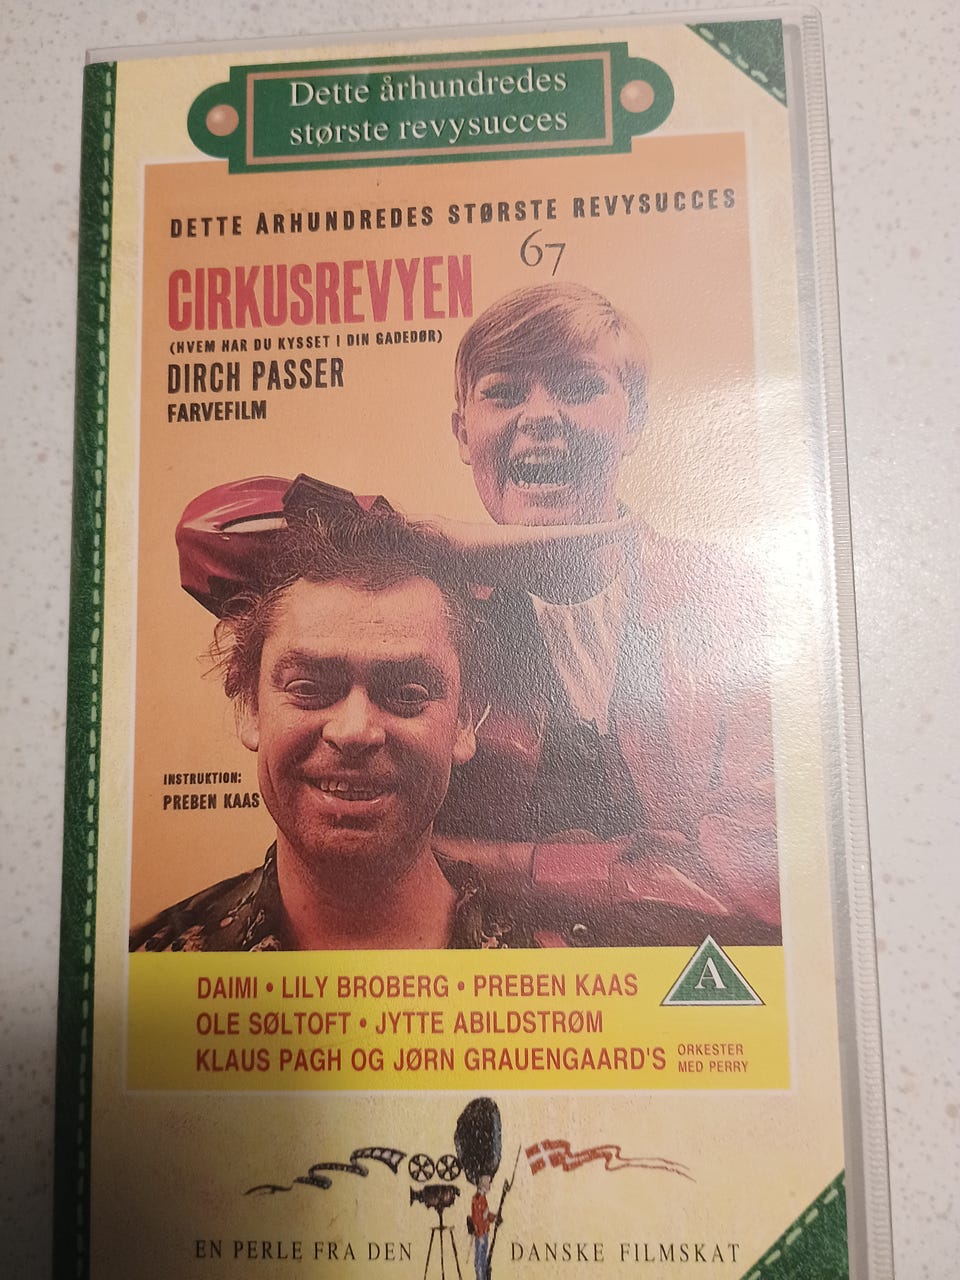 Dette århundredes
største revysucces
DETTE ÅRHUNDREDES STØRSTE REVYSUCCES
67
CIRKUSREVYEN
(HVEM HAR DU KYSSET I DIN GADEDØR)
DIRCH PASSER
FARVEFILM
INSTRUKTION:
PREBEN KAAS
DAIMI • LILY BROBERG • PREBEN KAAS
A
OLE SØLTOFT • JYTTE ABILDSTRØM
KLAUS PAGH OG JØRN GRAUENGAARD'S ORKESTER
MED PERRY
EN PERLE FRA DEN DANSKE FILMSKAT